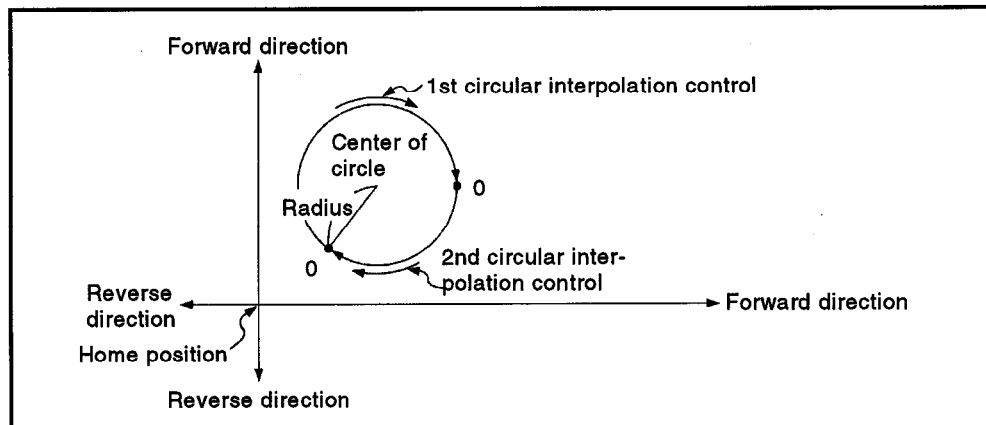 Forward direction
1st circular interpolation control
Center of
circle
0
Radius
0
2nd circular inter-
polation control
Reverse
direction
Forward direction
Home position
Reverse direction